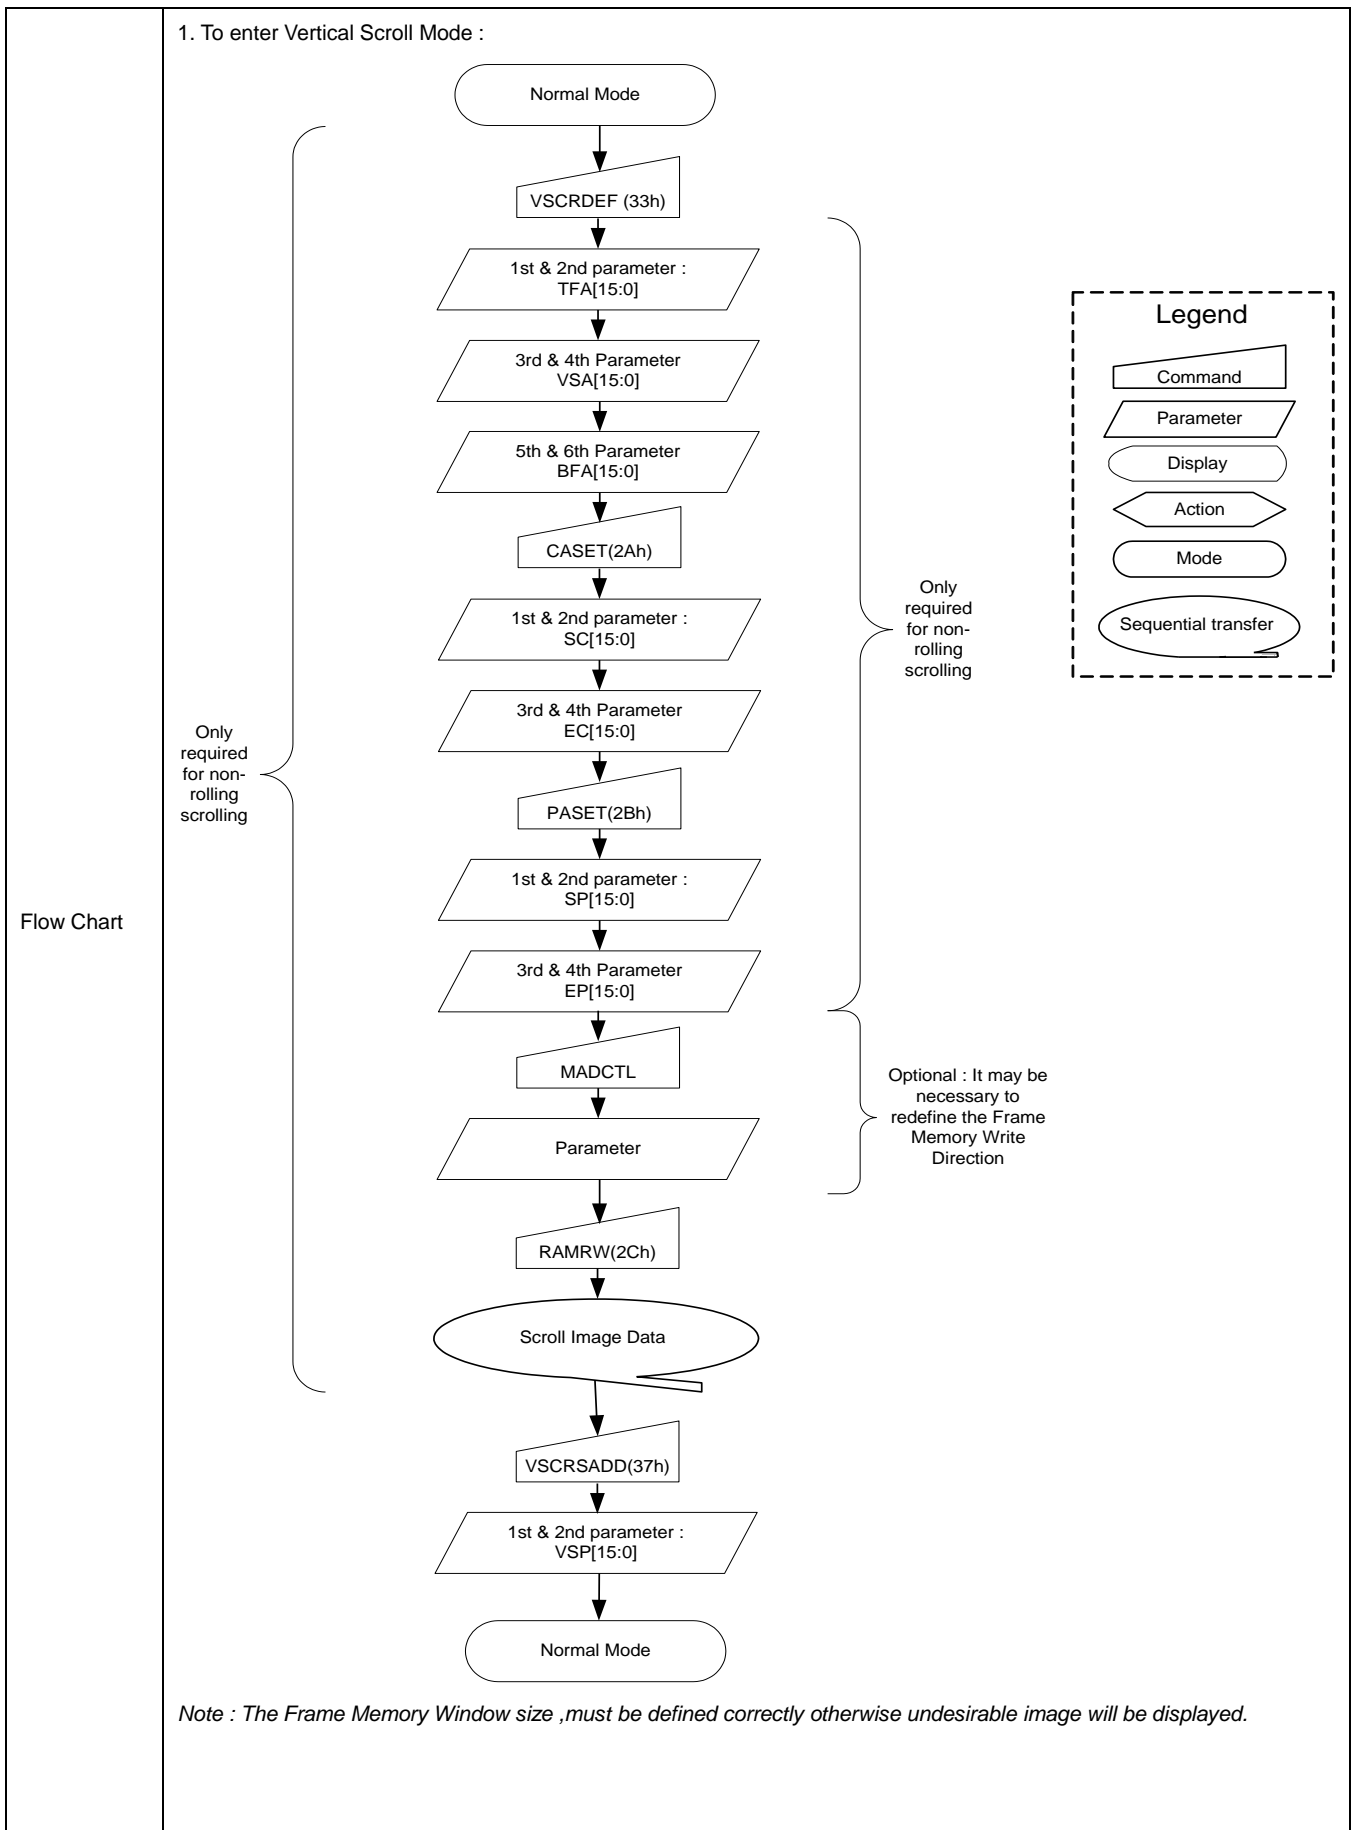 1. To enter Vertical Scroll Mode :
Normal Mode
VSCRDEF (33h)
1st & 2nd parameter :
TFA[15:0]
3rd & 4th Parameter
VSA[15:0]
5th & 6th Parameter
BFA[15:0]
CASET(2Ah)
1st & 2nd parameter :
SC[15:0]
3rd & 4th Parameter
EC[15:0]
PASET(2Bh)
1st & 2nd parameter :
SP[15:0]
3rd & 4th Parameter
EP[15:0]
MADCTL
Parameter
RAMRW(2Ch)
Scroll Image Data
VSCRSADD(37h)
1st & 2nd parameter :
VSP[15:0]
Normal Mode
Only
required
for non-
rolling
scrolling
Only
required
for non-
rolling
scrolling
Optional : It may be
necessary to
redefine the Frame
Memory Write
Direction
Legend
Command
Parameter
Display
Action
Mode
Sequential transfer
Flow Chart
Note : The Frame Memory Window size ,must be defined correctly otherwise undesirable image will be displayed.